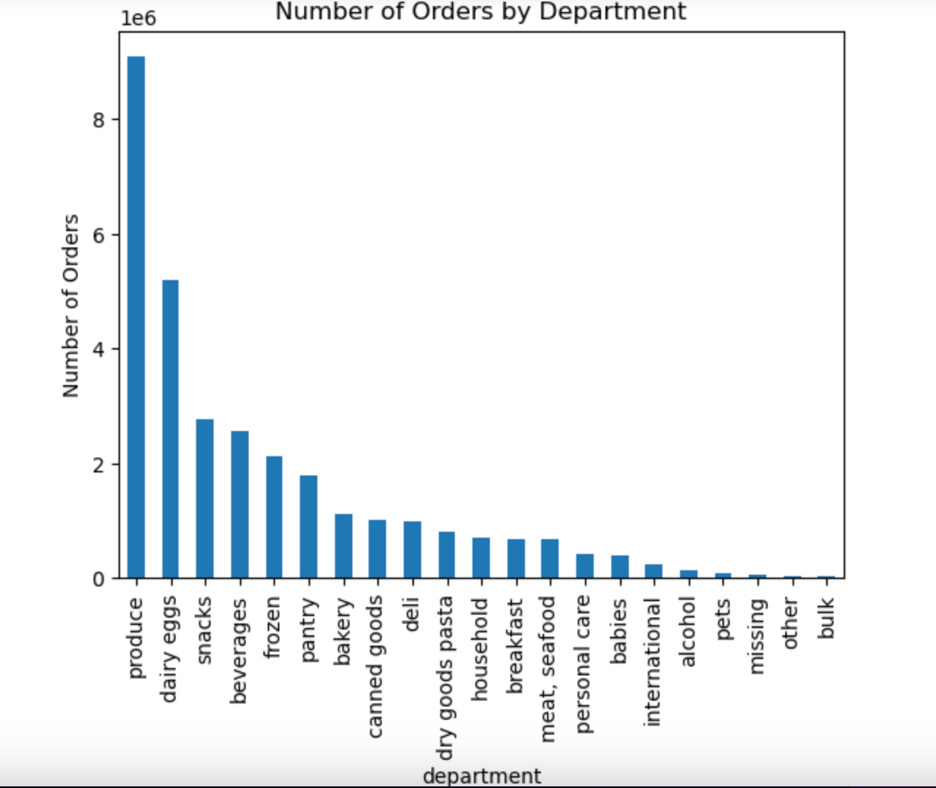 Number of Orders by Department
1e6
8
6
4
2
0
Number of Orders
produce
dairy eggs
snacks
beverages
frozen
pantry
bakery
canned goods
deli
dry goods pasta
household
breakfast
meat, seafood
personal care
babies
international
alcohol
pets
missing
other
bulk
department